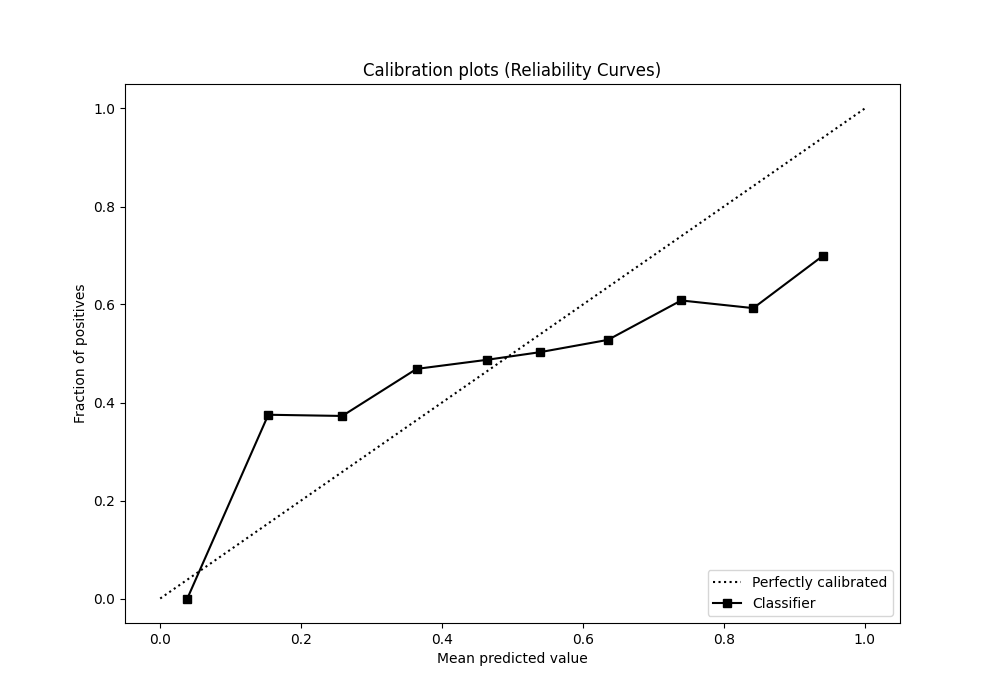 Calibration plots (Reliability Curves)
1.0
0.8
0.6
0.4
0.2
0.0
Fraction of positives
Perfectly calibrated
Classifier
0.0 0.2 0.4 0.6 0.8 1.0
Mean predicted value